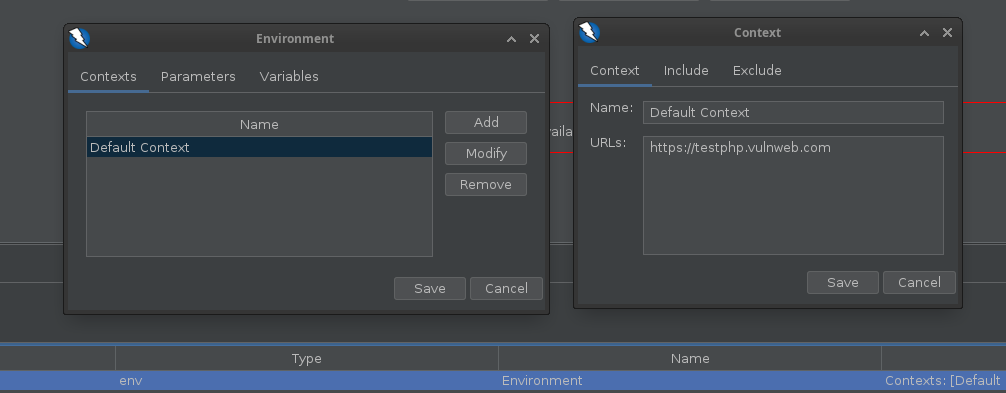 Environment
Contexts Parameters Variables
Name
Default Context
Add
Modify
Remove
Save Cancel
Context
Context Include Exclude
Name: Default Context
URLs: https://testphp.vulnweb.com
Save Cancel
Type Name
env Environment Contexts: [Default